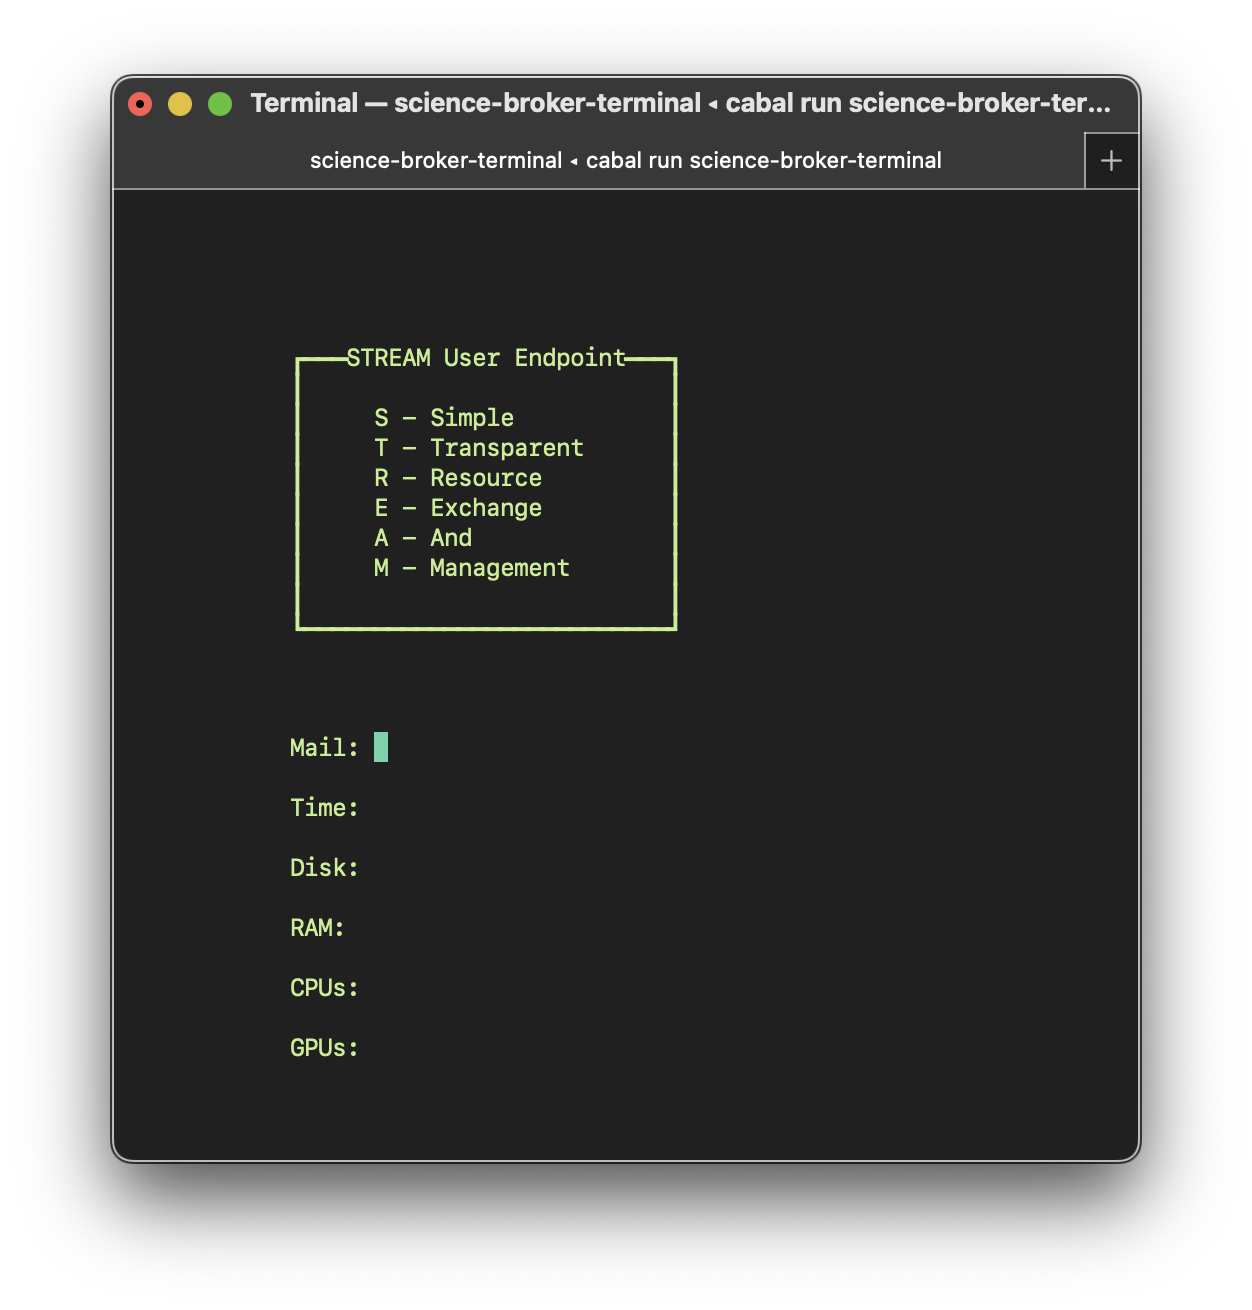 Terminal — science-broker-terminal ◂ cabal run science-broker-ter...
science-broker-terminal ◂ cabal run science-broker-terminal
STREAM User Endpoint
S – Simple
T – Transparent
R – Resource
E – Exchange
A – And
M – Management
Mail:
Time:
Disk:
RAM:
CPUs:
GPUs: